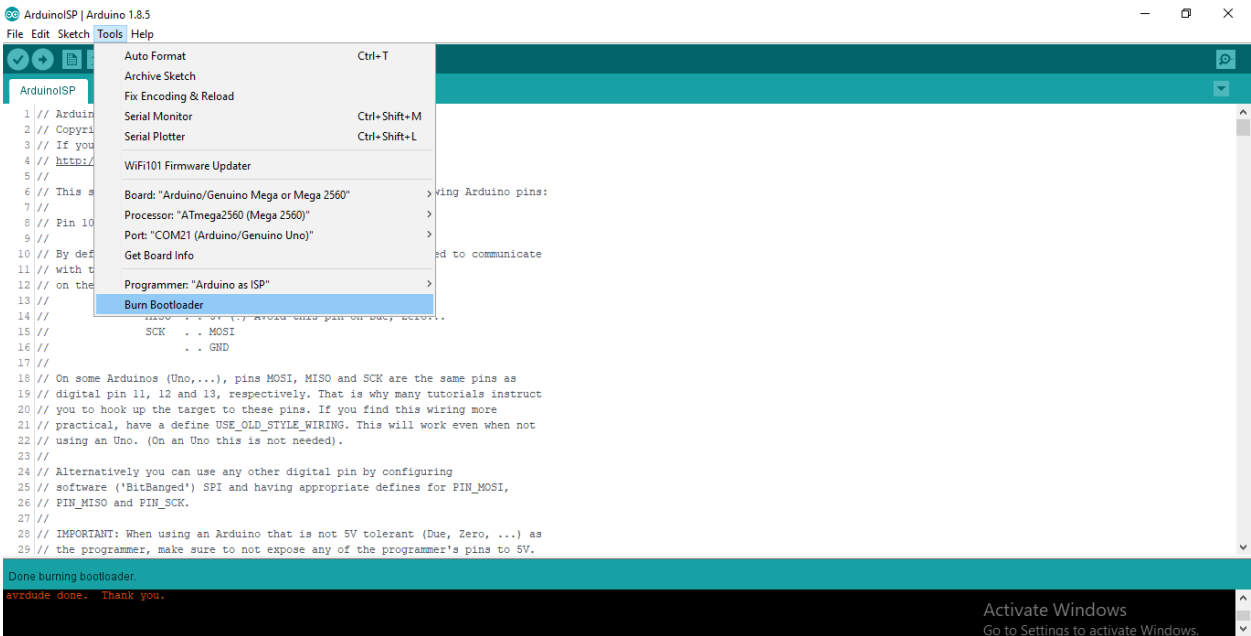 ArduinoISP | Arduino 1.8.5
File Edit Sketch Tools Help
Auto Format Ctrl+T
Archive Sketch
Fix Encoding & Reload
Serial Monitor Ctrl+Shift+M
Serial Plotter Ctrl+Shift+L
WiFi101 Firmware Updater
Board: "Arduino/Genuino Mega or Mega 2560"
Processor: "ATmega2560 (Mega 2560)"
Port: "COM21 (Arduino/Genuino Uno)"
Get Board Info
Programmer: "Arduino as ISP"
Burn Bootloader
ArduinoISP
1 // Arduin
2 // Copyri
3 // If you
4 // http:/
5 //
6 // This s ving Arduino pins:
7 //
8 // Pin 10
9 //
10 // By def ed to communicate
11 // with t
12 // on the
13 //
14 //
15 // SCK . . MOSI
16 // . . GND
17 //
18 // On some Arduinos (Uno,...), pins MOSI, MISO and SCK are the same pins as
19 // digital pin 11, 12 and 13, respectively. That is why many tutorials instruct
20 // you to hook up the target to these pins. If you find this wiring more
21 // practical, have a define USE_OLD_STYLE_WIRING. This will work even when not
22 // using an Uno. (On an Uno this is not needed).
23 //
24 // Alternatively you can use any other digital pin by configuring
25 // software ('BitBanged') SPI and having appropriate defines for PIN_MOSI,
26 // PIN_MISO and PIN_SCK.
27 //
28 // IMPORTANT: When using an Arduino that is not 5V tolerant (Due, Zero, ...) as
29 // the programmer, make sure to not expose any of the programmer's pins to 5V.
Done burning bootloader.
avrdude done.  Thank you.
Activate Windows
Go to Settings to activate Windows.